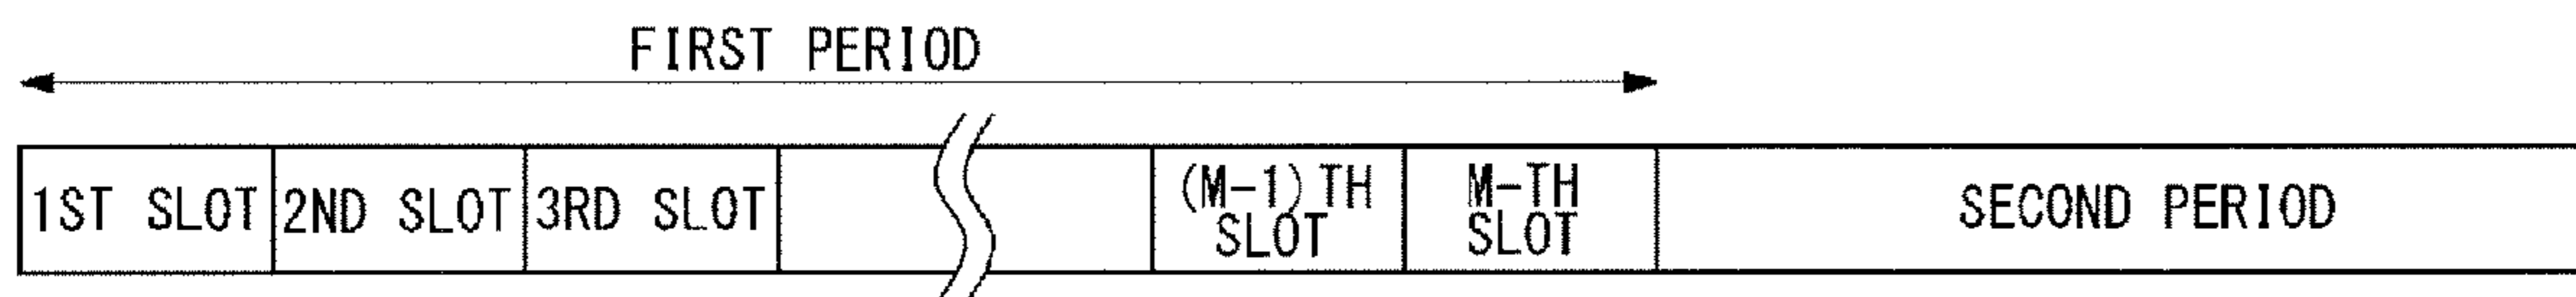 FIRST PERIOD
1ST SLOT
2ND SLOT
3RD SLOT
(M-1)TH
SLOT
M-TH
SLOT
SECOND PERIOD